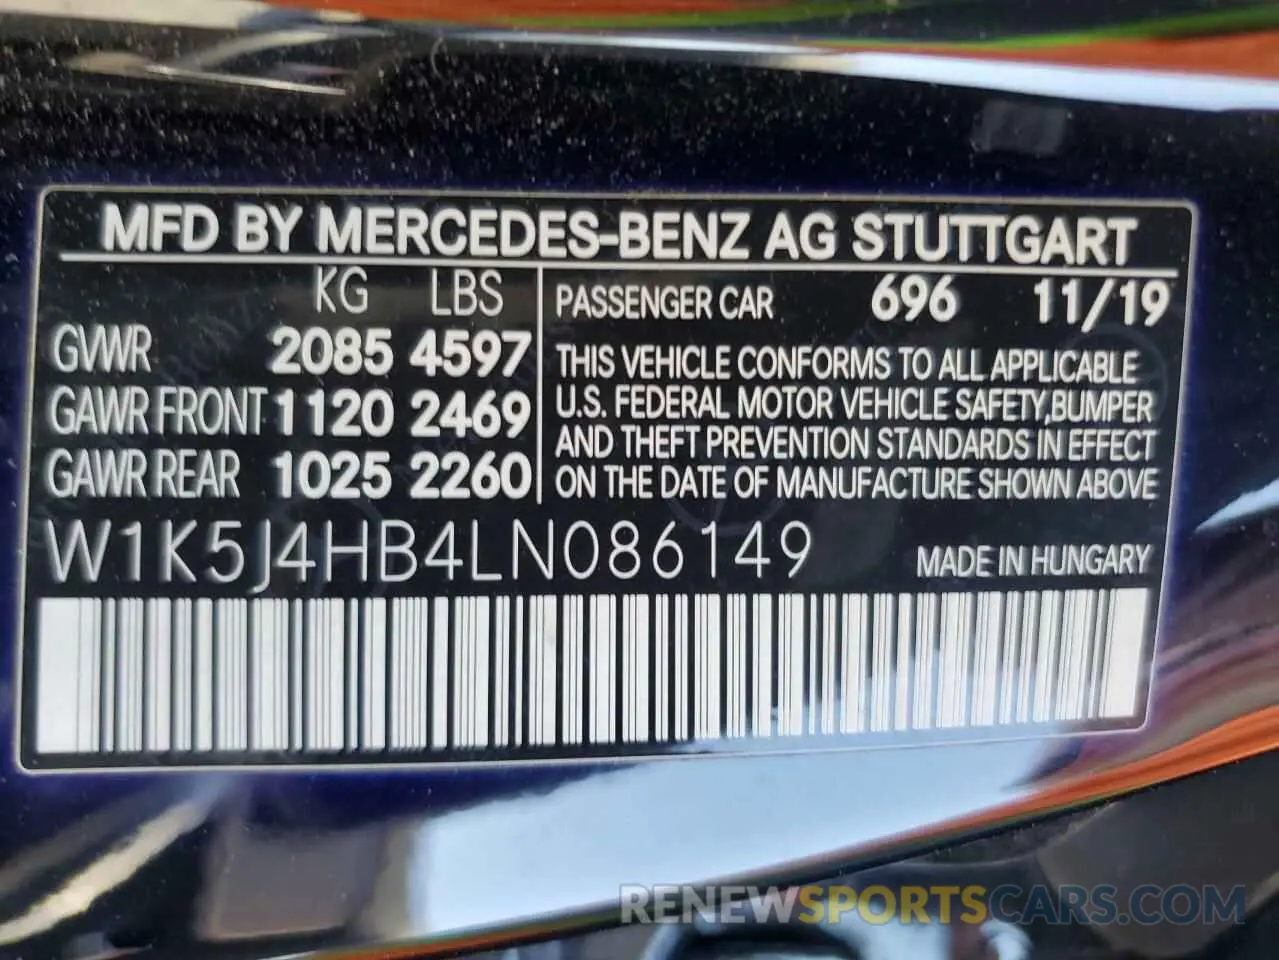 MFD BY MERCEDES-BENZ AG STUTTGART
KG LBS
GVWR 2085 4597
GAWR FRONT 1120 2469
GAWR REAR 1025 2260
PASSENGER CAR 696 11/19
THIS VEHICLE CONFORMS TO ALL APPLICABLE
U.S. FEDERAL MOTOR VEHICLE SAFETY,BUMPER
AND THEFT PREVENTION STANDARDS IN EFFECT
ON THE DATE OF MANUFACTURE SHOWN ABOVE
W1K5J4HB4LN086149 MADE IN HUNGARY
RENEWSPORTSCARS.COM